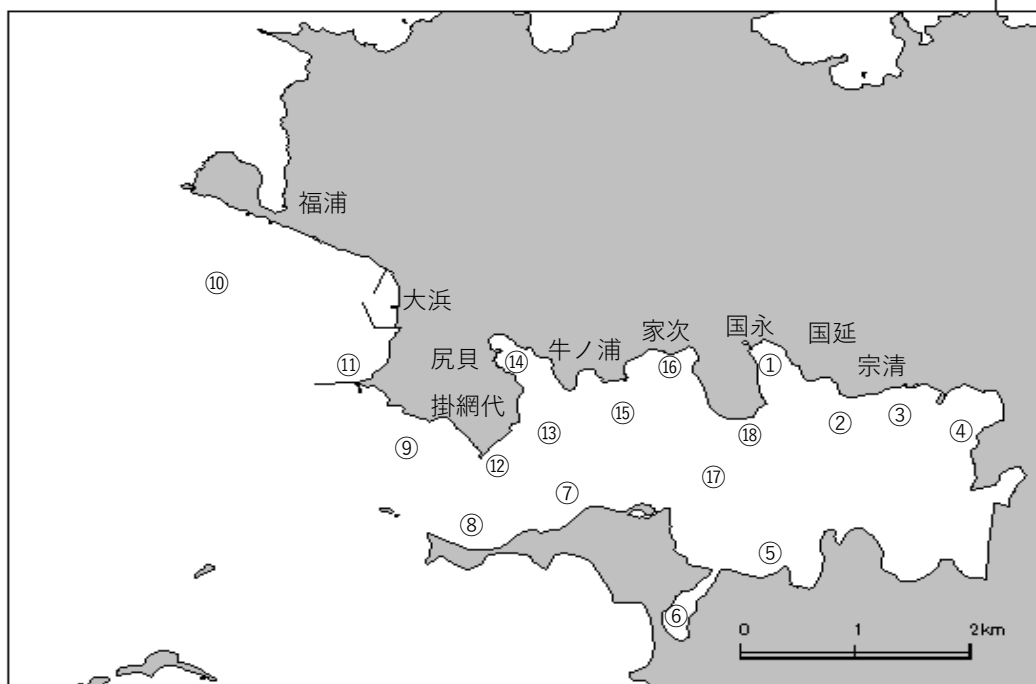 福浦
⑩
大浜
⑪
尻貝
⑭
牛ノ浦
家次
⑯
国永
①
国延
宗清
掛網代
⑮
②
③
④
⑨
⑬
⑱
⑫
⑰
⑦
⑧
⑤
⑥
0 1 2km